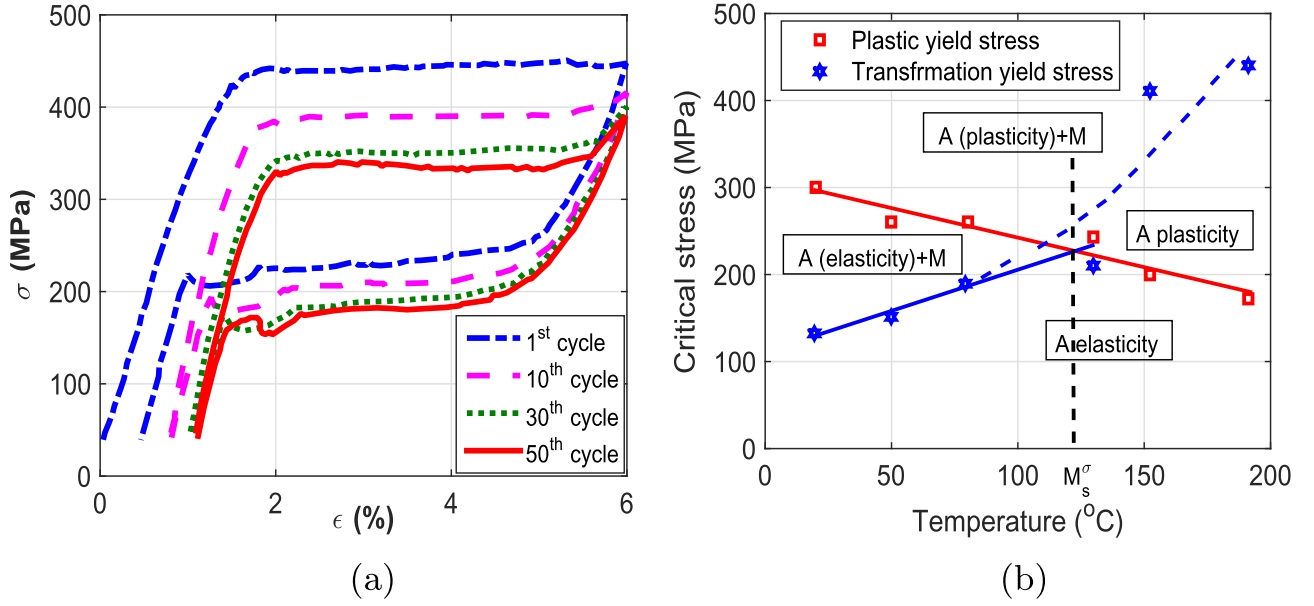 500
400
300
200
100
0
0
2
4
6
σ (MPa)
ϵ (%)
1st cycle
10th cycle
30th cycle
50th cycle
(a)
500
400
300
200
100
0
0
50
100
150
200
Critical stress (MPa)
Plastic yield stress
Transfrmation yield stress
A (plasticity)+M
A (elasticity)+M
A plasticity
A elasticity
Msσ
Temperature (oC)
(b)